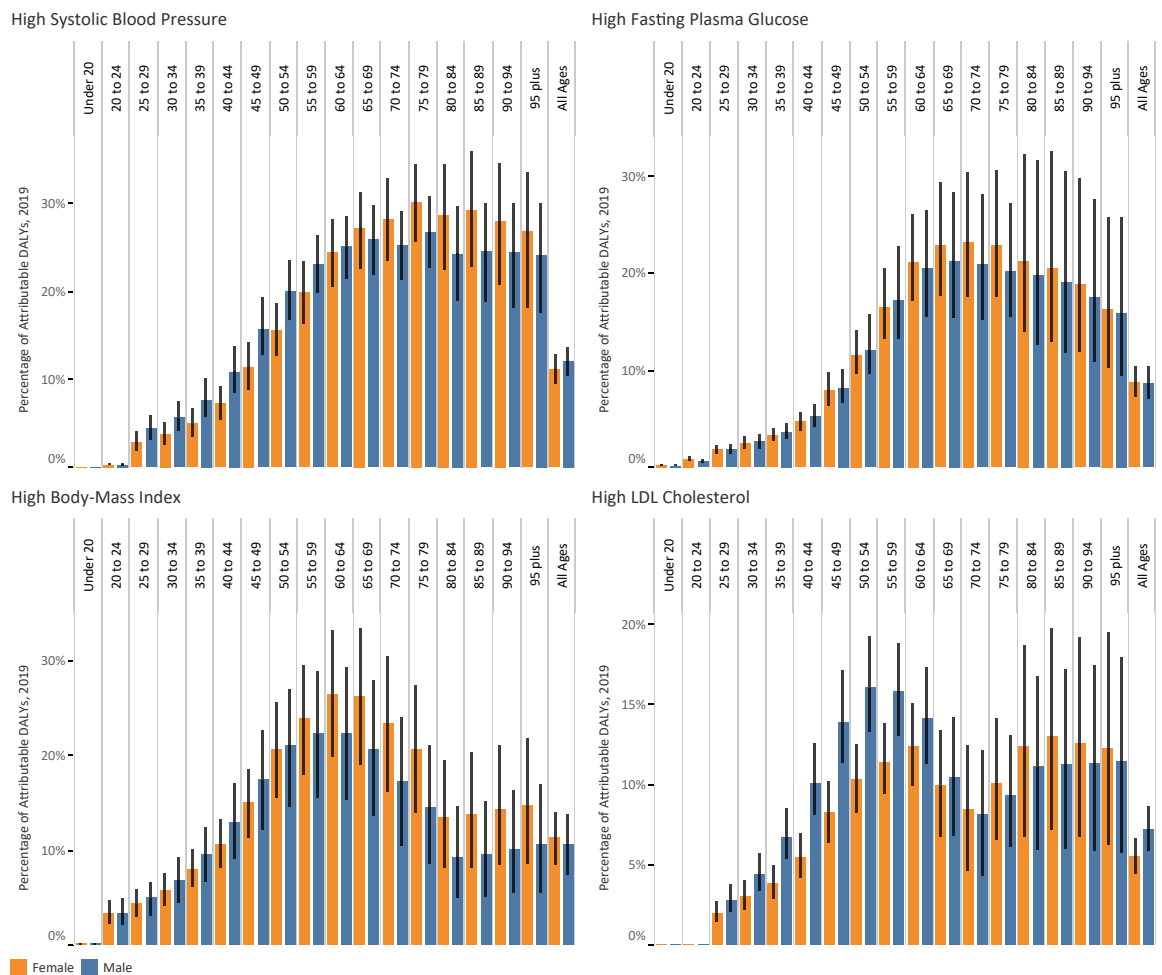 High Systolic Blood Pressure
Under 20
20 to 24
25 to 29
30 to 34
35 to 39
40 to 44
45 to 49
50 to 54
55 to 59
60 to 64
65 to 69
70 to 74
75 to 79
80 to 84
85 to 89
90 to 94
95 plus
All Ages
Percentage of Attributable DALYs, 2019
30%
20%
10%
0%
High Fasting Plasma Glucose
Under 20
20 to 24
25 to 29
30 to 34
35 to 39
40 to 44
45 to 49
50 to 54
55 to 59
60 to 64
65 to 69
70 to 74
75 to 79
80 to 84
85 to 89
90 to 94
95 plus
All Ages
Percentage of Attributable DALYs, 2019
30%
20%
10%
0%
High Body-Mass Index
Under 20
20 to 24
25 to 29
30 to 34
35 to 39
40 to 44
45 to 49
50 to 54
55 to 59
60 to 64
65 to 69
70 to 74
75 to 79
80 to 84
85 to 89
90 to 94
95 plus
All Ages
Percentage of Attributable DALYs, 2019
30%
20%
10%
0%
High LDL Cholesterol
Under 20
20 to 24
25 to 29
30 to 34
35 to 39
40 to 44
45 to 49
50 to 54
55 to 59
60 to 64
65 to 69
70 to 74
75 to 79
80 to 84
85 to 89
90 to 94
95 plus
All Ages
Percentage of Attributable DALYs, 2019
20%
15%
10%
5%
0%
Female Male